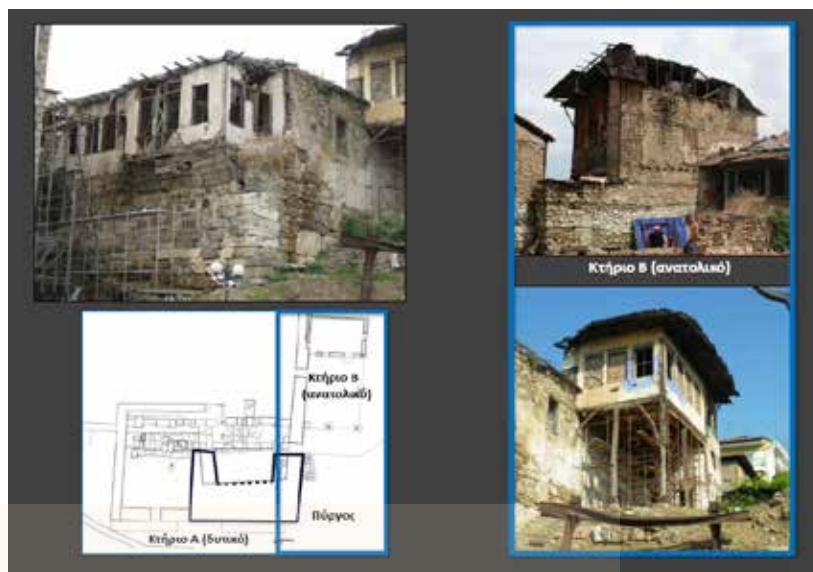 Κτήριο Β (ανατολικό)
Κτήριο Β
(ανατολικό)
Πύργος
Κτήριο Α (δυτικό)